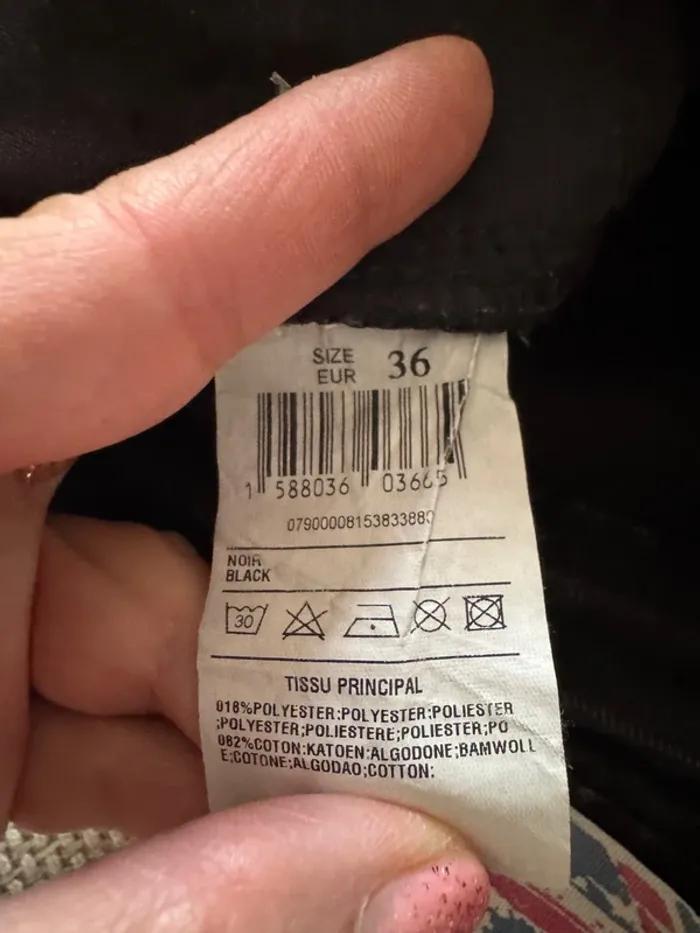 SIZE 36
EUR
1 588036 03665
07900008153833880
NOIR
BLACK
30
TISSU PRINCIPAL
018%POLYESTER:POLYESTER:POLIESTER
:POLYESTER;POLIESTERE;POLIESTER;PO
082%COTON:KATOEN:ALGODONE;BAMWOLL
E;COTONE;ALGODAO;COTTON: